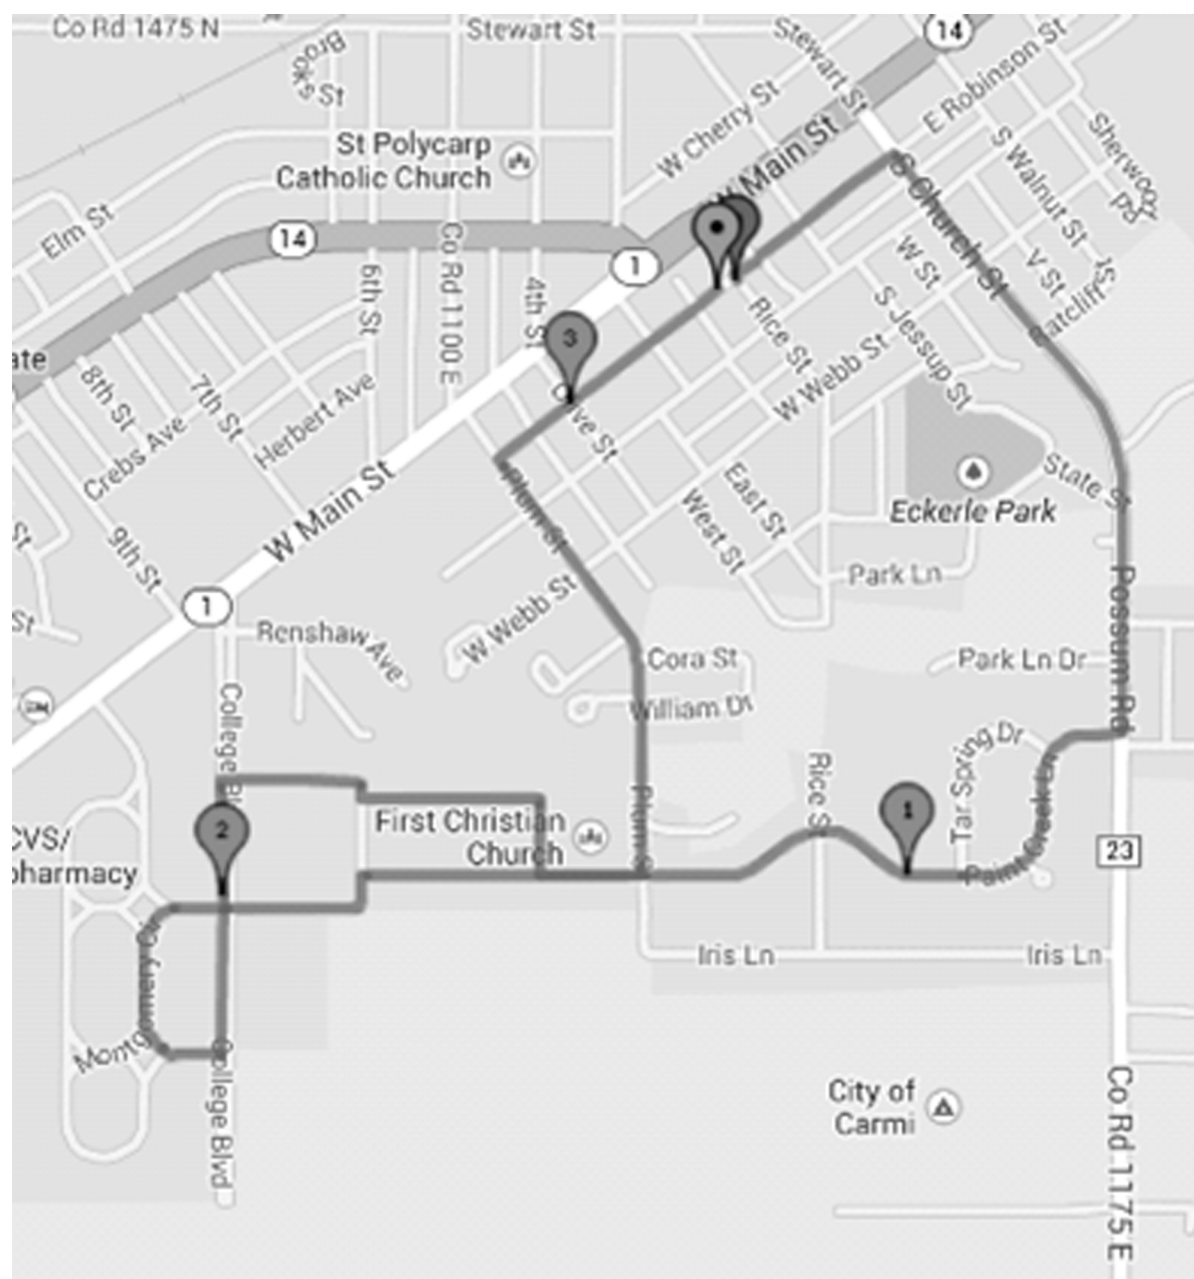 Co Rd 1475 N
Stewart St
Stewart St
14
Brooks St
E Robinson St
W Cherry St
W Main St
St Polycarp
Catholic Church
S Walnut St
Sherwood
Rd
S Church St
Elm St
14
1
Co Rd 1100 E
6th St
4th St
W St
V St
Ratcliff St
3
Rice St
S Jessup St
W Webb St
8th St
7th St
Herbert Ave
Crebs Ave
Olive St
Eckerle Park
State St
W Main St
Plum St
East St
West St
9th St
St
Park Ln
Possum Rd
1
W Webb St
Renshaw Ave
Cora St
Park Ln Dr
William Dr
College Bl
Tar Spring Dr
Rice St
Plum St
Paint Creek Ln
1
2
First Christian
Church
CVS/
pharmacy
23
Iris Ln
Iris Ln
College Blvd
City of
Carmi
Co Rd 1175 E